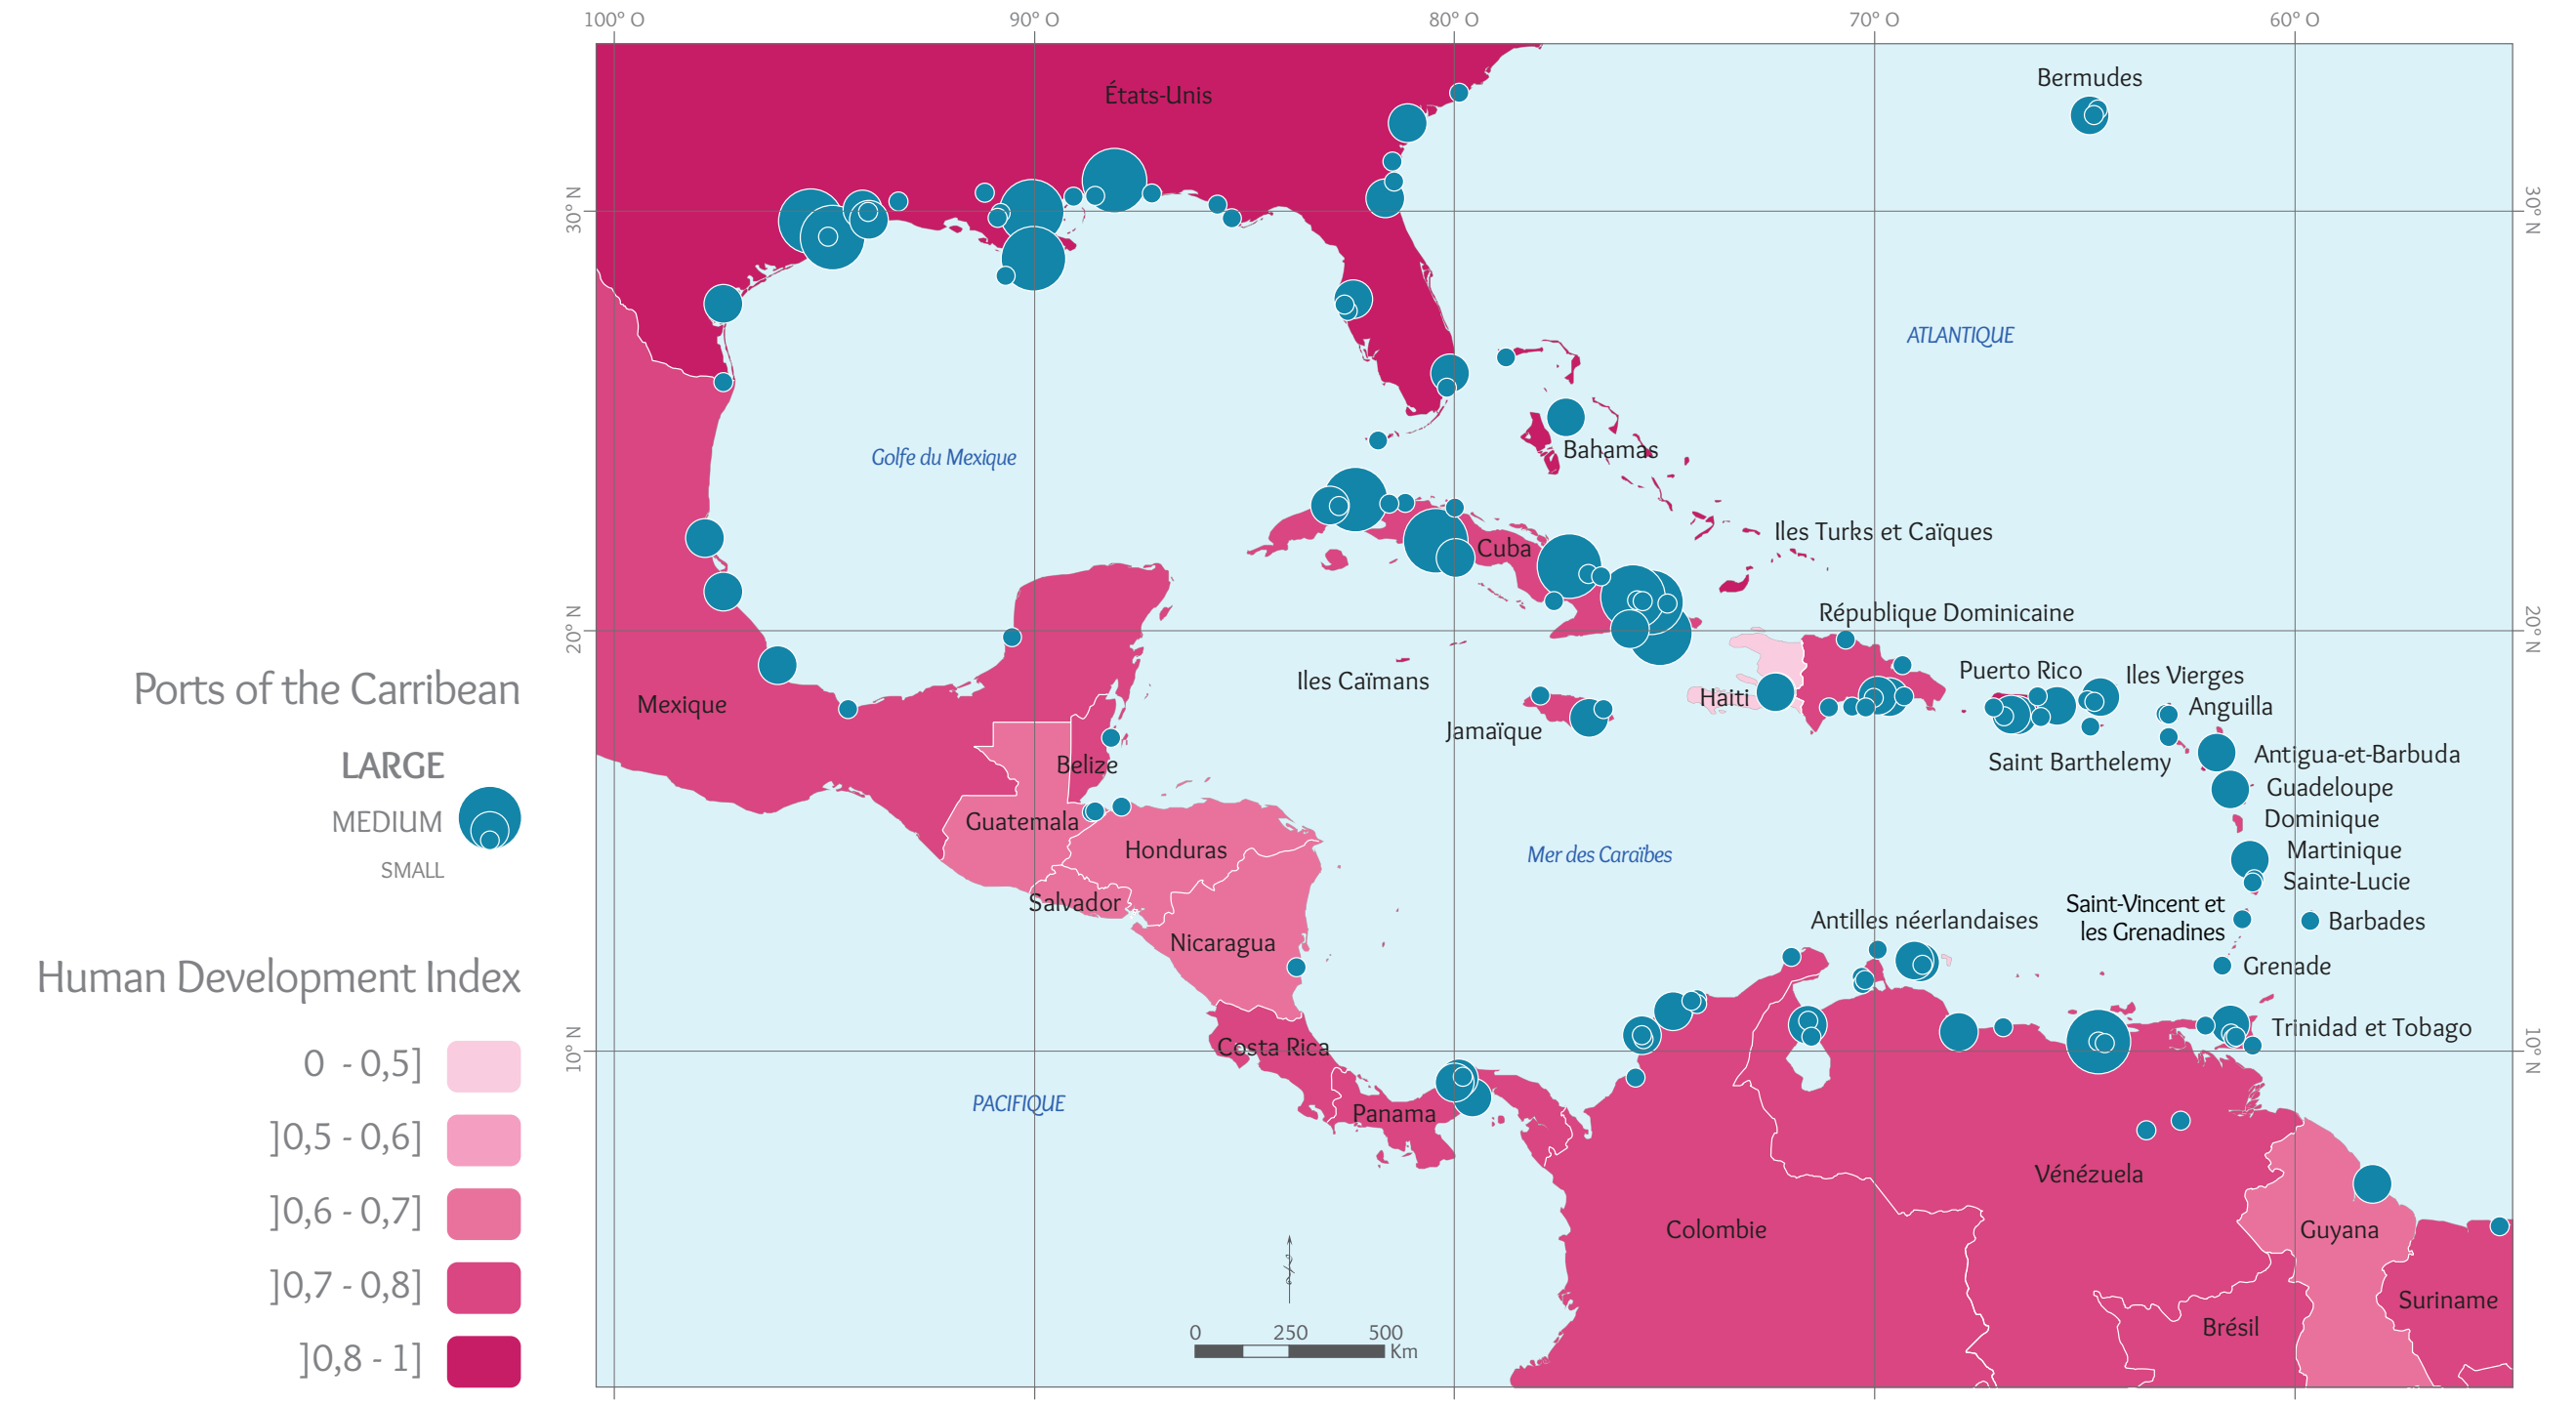 100° O
90° O
80° O
70° O
60° O
30° N
20° N
10° N
30° N
20° N
10° N
États-Unis
Bermudes
ATLANTIQUE
Golfe du Mexique
Bahamas
Iles Turks et Caïques
Cuba
République Dominicaine
Puerto Rico
Iles Vierges
Iles Caïmans
Haiti
Anguilla
Mexique
Jamaïque
Saint Barthelemy
Antigua-et-Barbuda
Belize
Guadeloupe
Guatemala
Dominique
Honduras
Mer des Caraïbes
Martinique
Sainte-Lucie
Salvador
Saint-Vincent et
les Grenadines
Antilles néerlandaises
Barbades
Nicaragua
Grenade
Trinidad et Tobago
Costa Rica
PACIFIQUE
Panama
Vénézuela
Colombie
Guyana
Suriname
Brésil
0 250 500
Km
Ports of the Carribean
LARGE
MEDIUM
SMALL
Human Development Index
0 - 0,5]
]0,5 - 0,6]
]0,6 - 0,7]
]0,7 - 0,8]
]0,8 - 1]